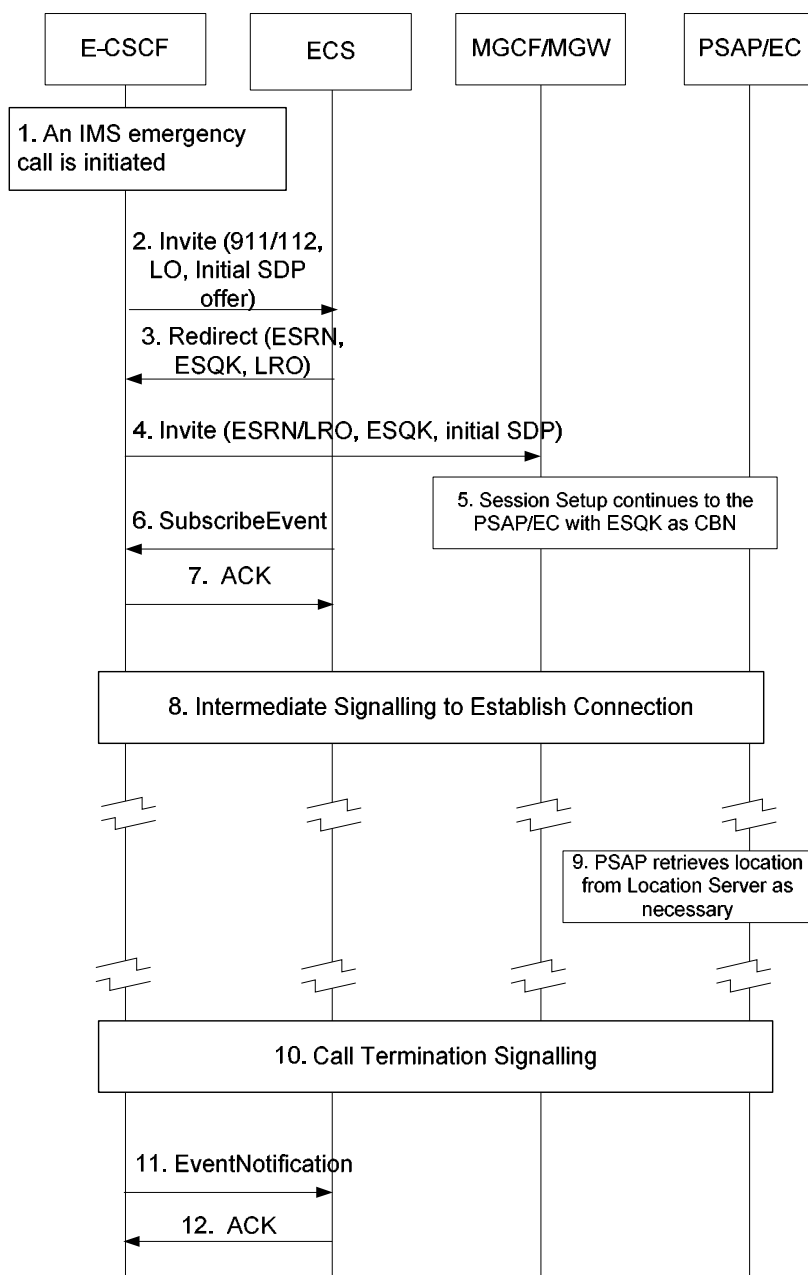 E-CSCF
ECS
MGCF/MGW
PSAP/EC
1. An IMS emergency
call is initiated
2. Invite (911/112,
LO, Initial SDP
offer)
3. Redirect (ESRN,
ESQK, LRO)
4. Invite (ESRN/LRO, ESQK, initial SDP)
5. Session Setup continues to the
PSAP/EC with ESQK as CBN
6. SubscribeEvent
7. ACK
8. Intermediate Signalling to Establish Connection
9. PSAP retrieves location
from Location Server as
necessary
10. Call Termination Signalling
11. EventNotification
12. ACK